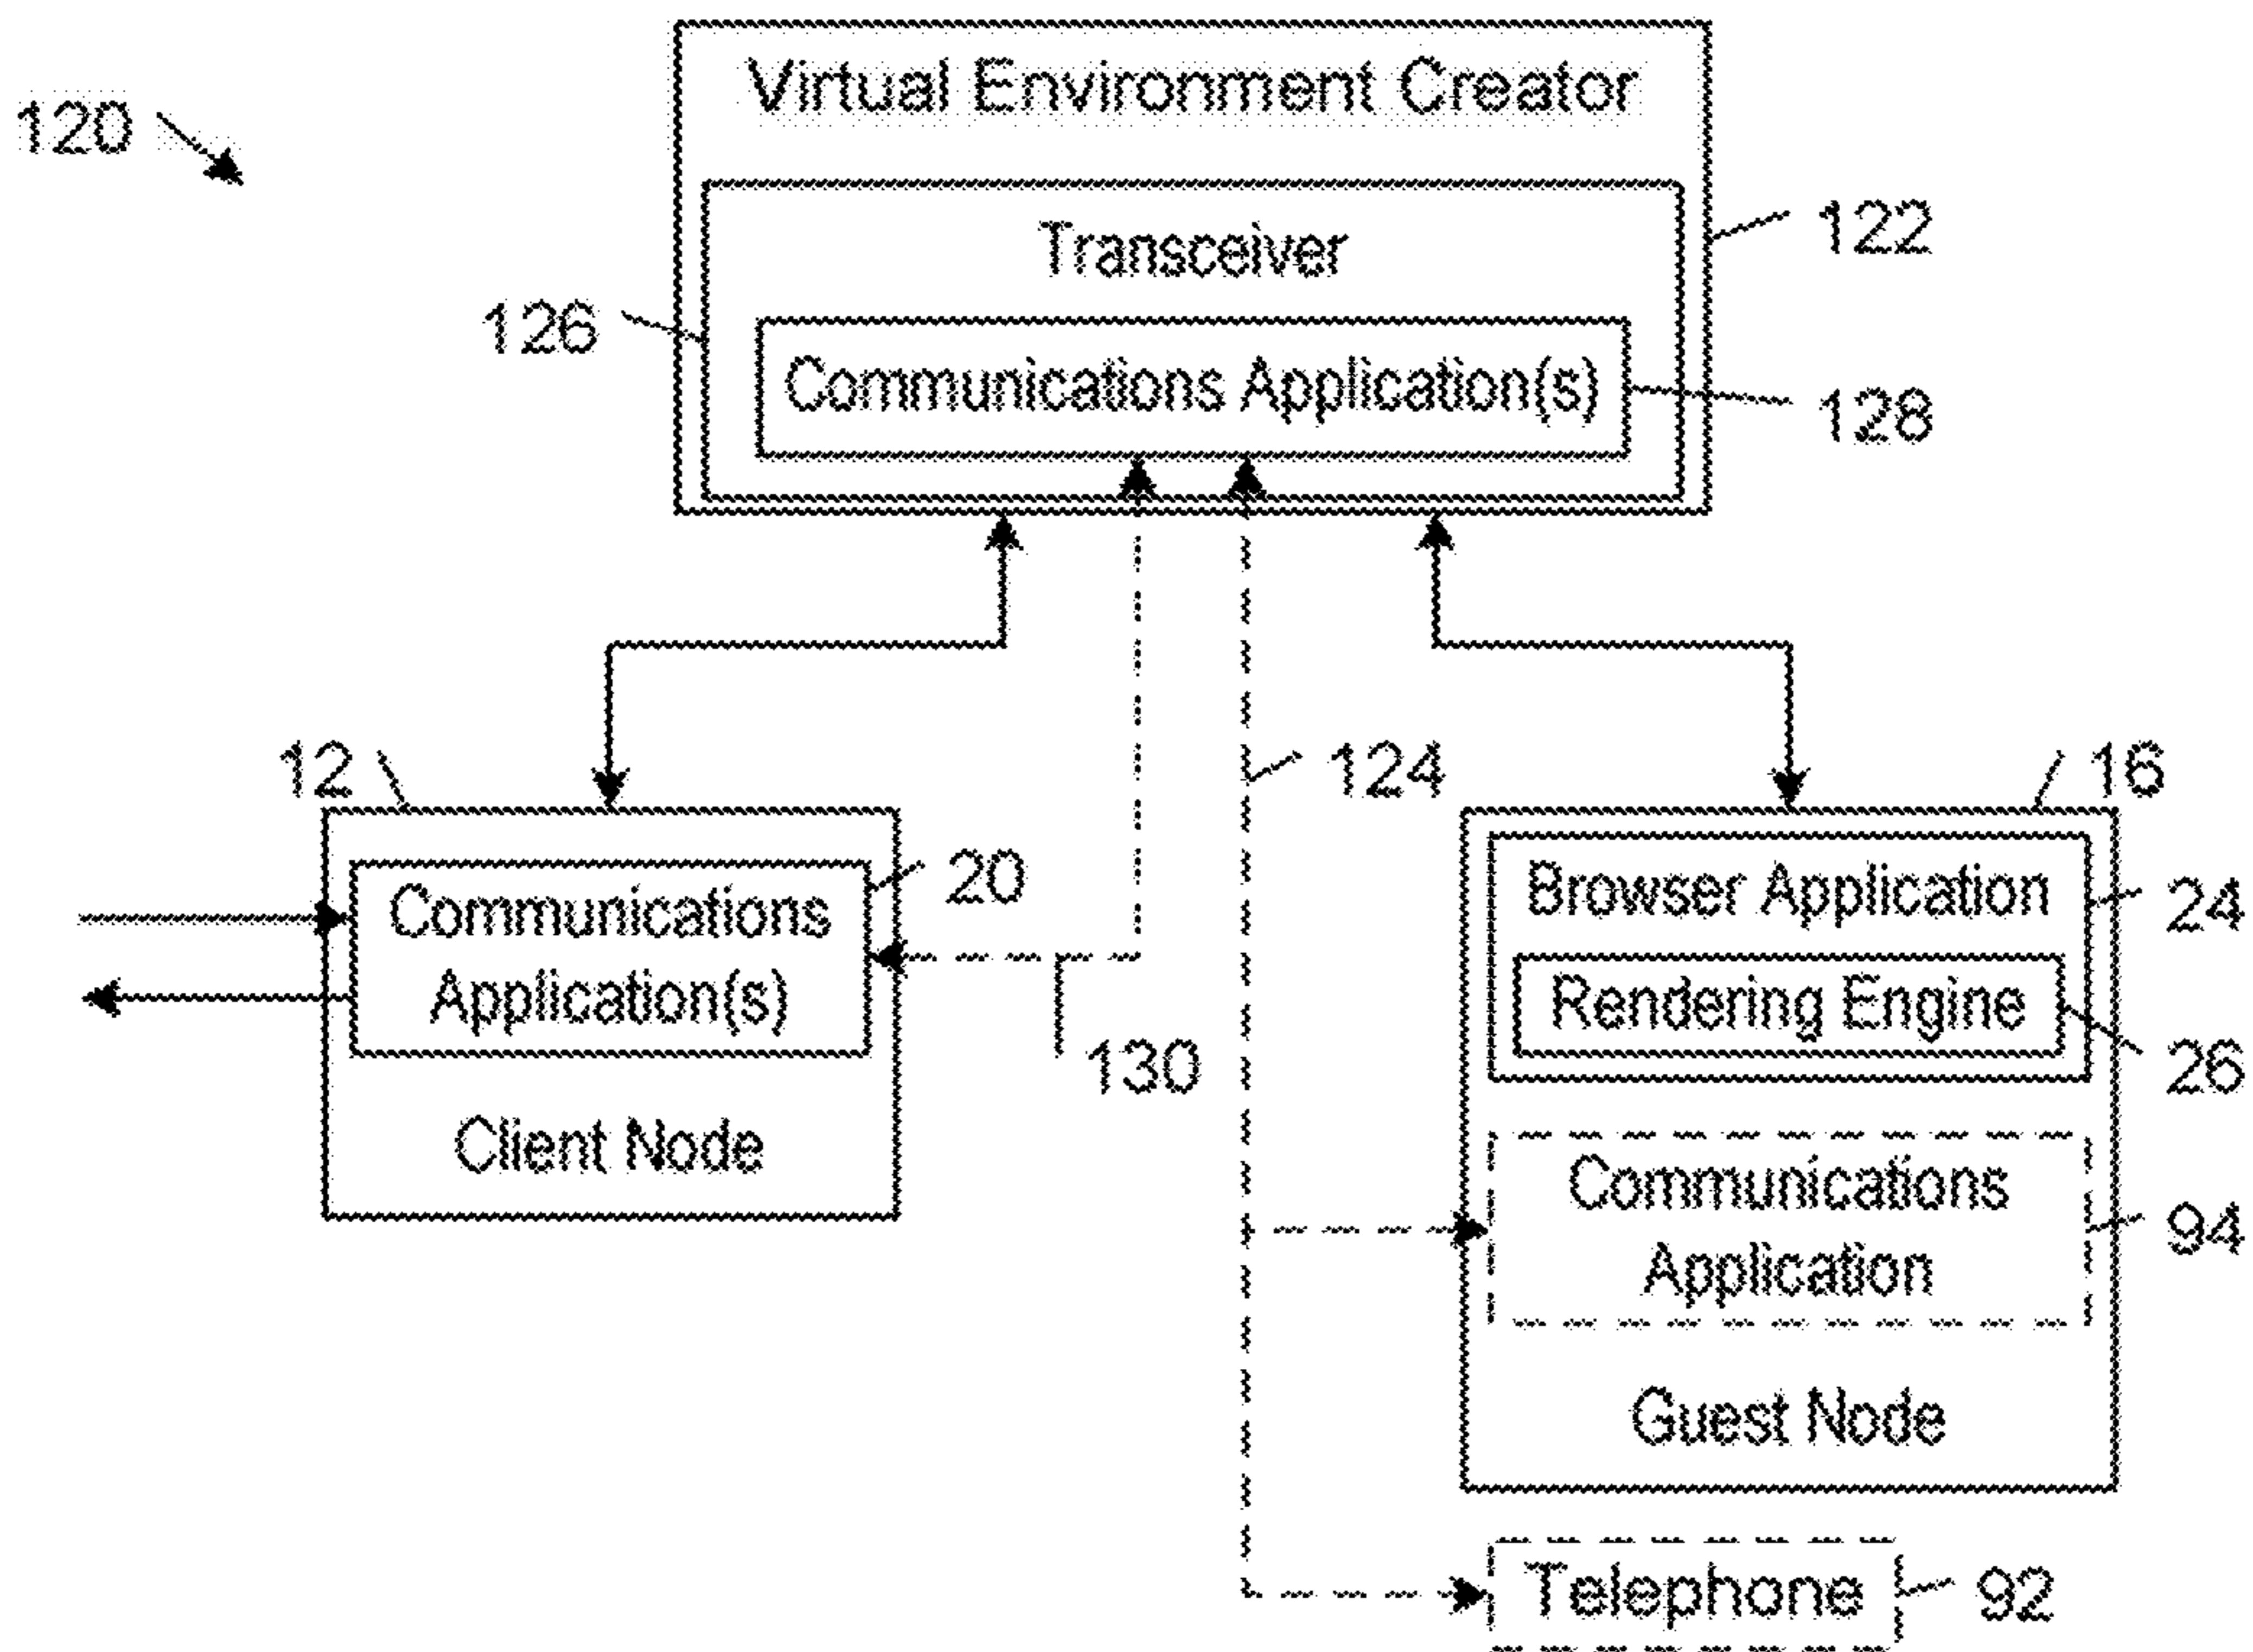 Virtual Environment Creator
120
Transceiver
122
126
Communications Application(s)
128
12
124
16
20
Communications
Application(s)
Browser Application
24
Rendering Engine
130
26
Client Node
Communications
Application
94
Guest Node
Telephone
92